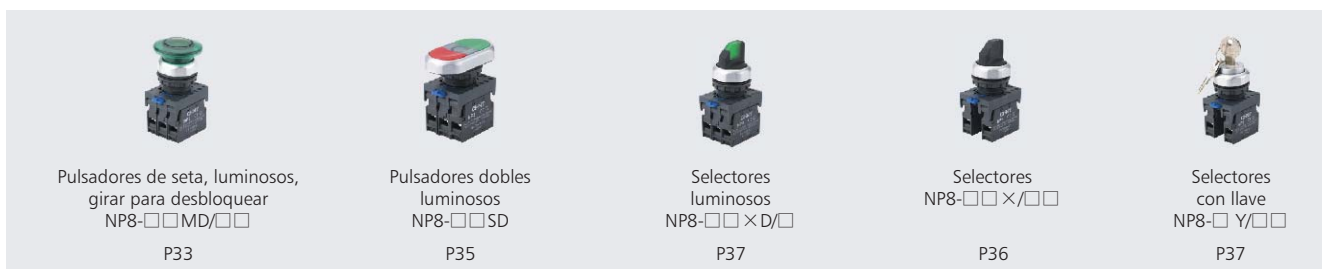 Pulsadores de seta, luminosos,
girar para desbloquear
NP8-□□MD/□□
P33
Pulsadores dobles
luminosos
NP8-□□SD
P35
Selectores
luminosos
NP8-□□×D/□
P37
Selectores
NP8-□□×/□□
P36
Selectores
con llave
NP8-□ Y/□□
P37